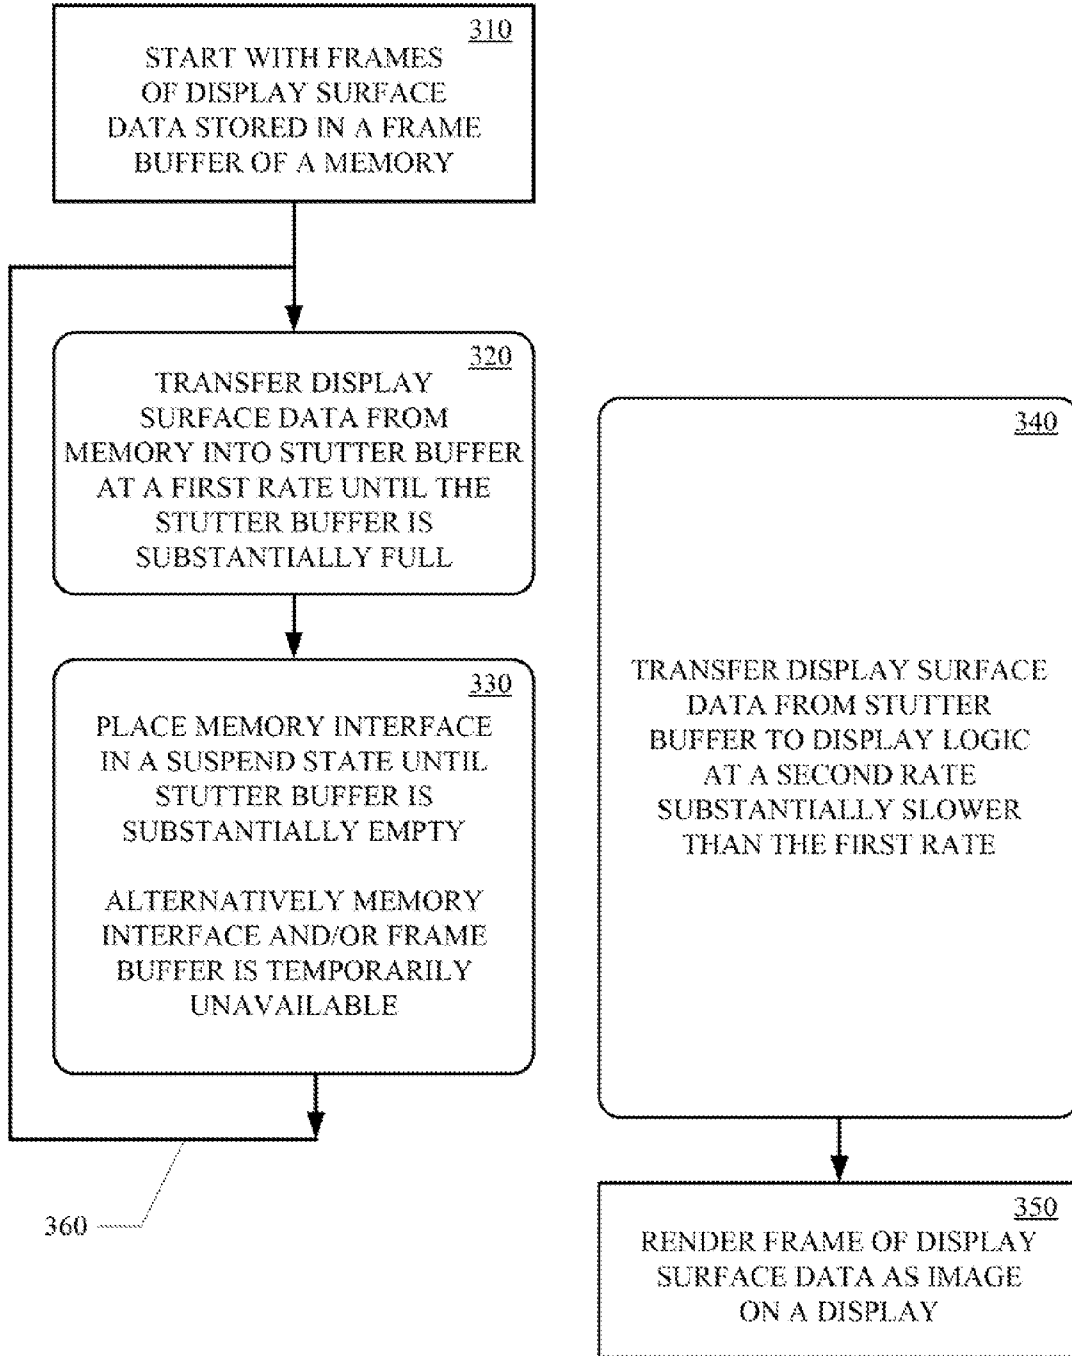 310
START WITH FRAMES
OF DISPLAY SURFACE
DATA STORED IN A FRAME
BUFFER OF A MEMORY
320
TRANSFER DISPLAY
SURFACE DATA FROM
MEMORY INTO STUTTER BUFFER
AT A FIRST RATE UNTIL THE
STUTTER BUFFER IS
SUBSTANTIALLY FULL
330
PLACE MEMORY INTERFACE
IN A SUSPEND STATE UNTIL
STUTTER BUFFER IS
SUBSTANTIALLY EMPTY
ALTERNATIVELY MEMORY
INTERFACE AND/OR FRAME
BUFFER IS TEMPORARILY
UNAVAILABLE
360
340
TRANSFER DISPLAY SURFACE
DATA FROM STUTTER
BUFFER TO DISPLAY LOGIC
AT A SECOND RATE
SUBSTANTIALLY SLOWER
THAN THE FIRST RATE
350
RENDER FRAME OF DISPLAY
SURFACE DATA AS IMAGE
ON A DISPLAY